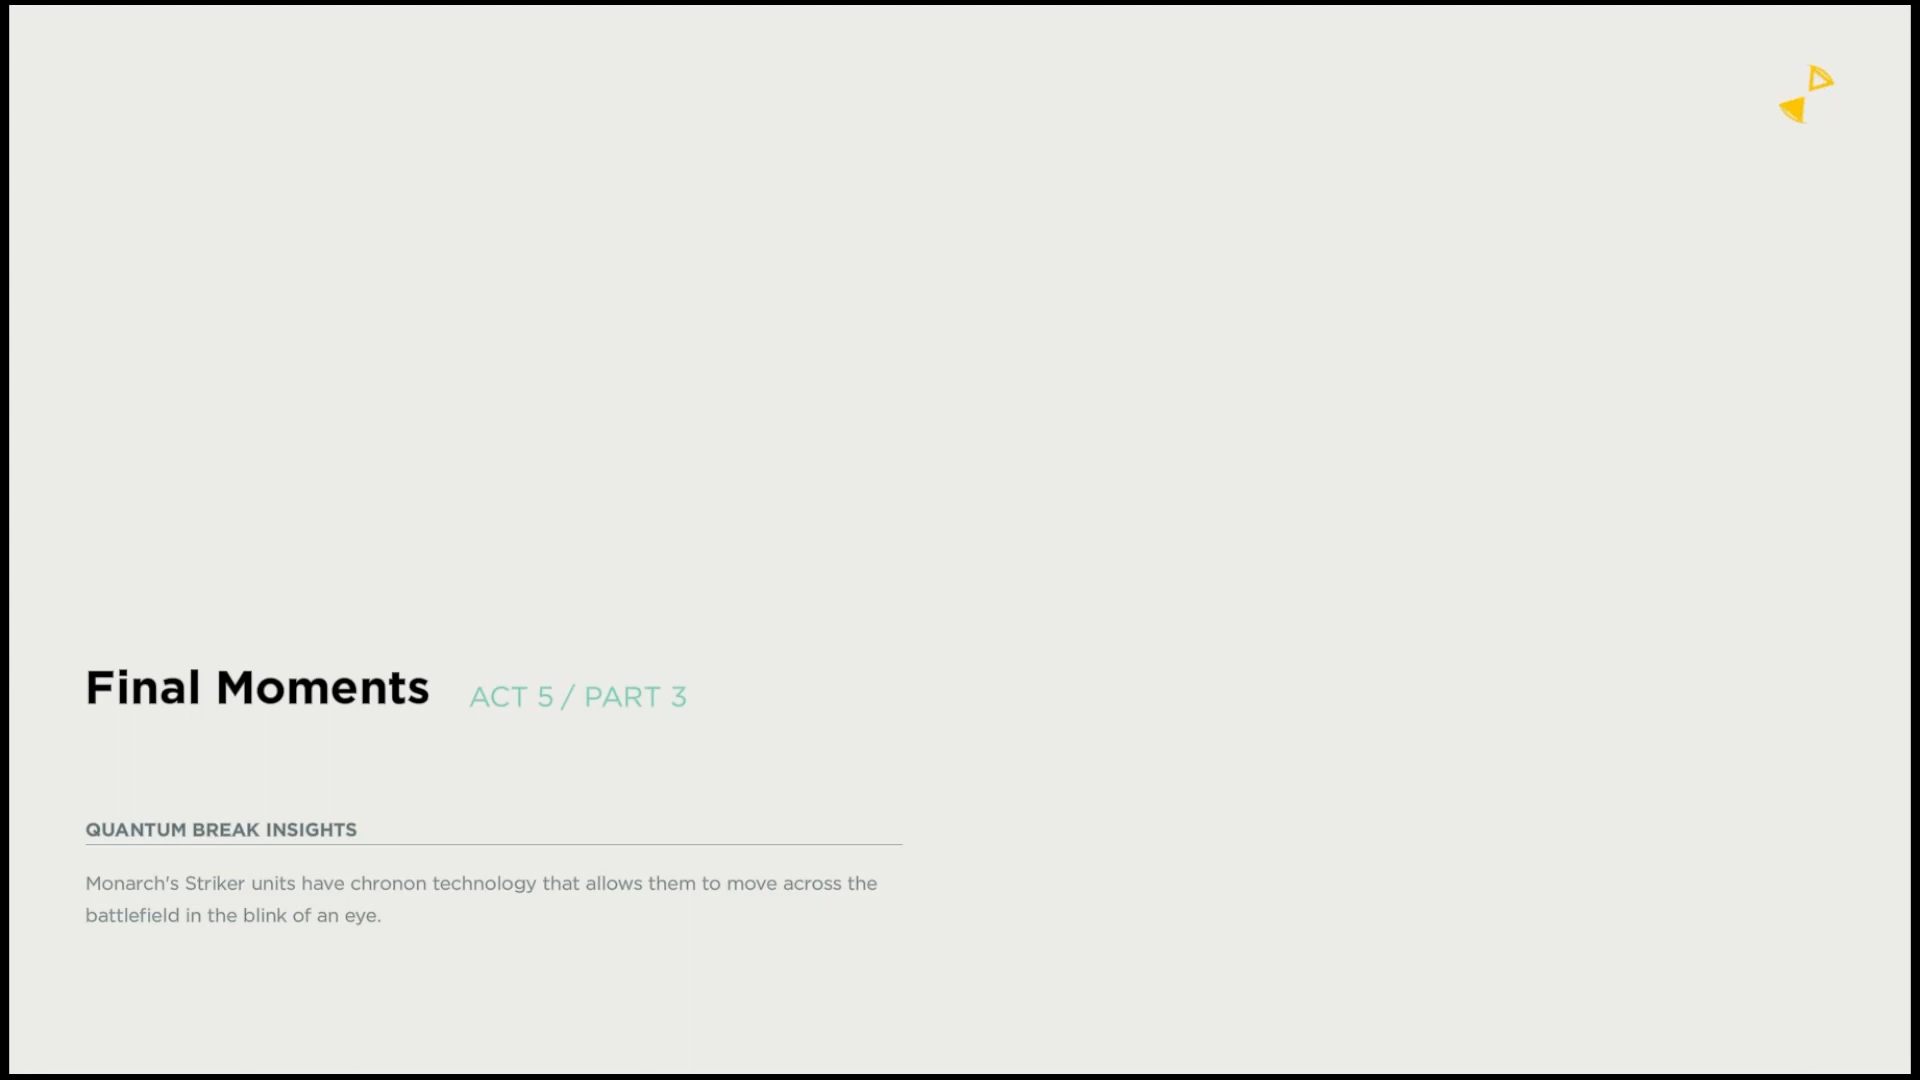 Final Moments ACT 5 / PART 3
QUANTUM BREAK INSIGHTS
Monarch's Striker units have chronon technology that allows them to move across the
battlefield in the blink of an eye.